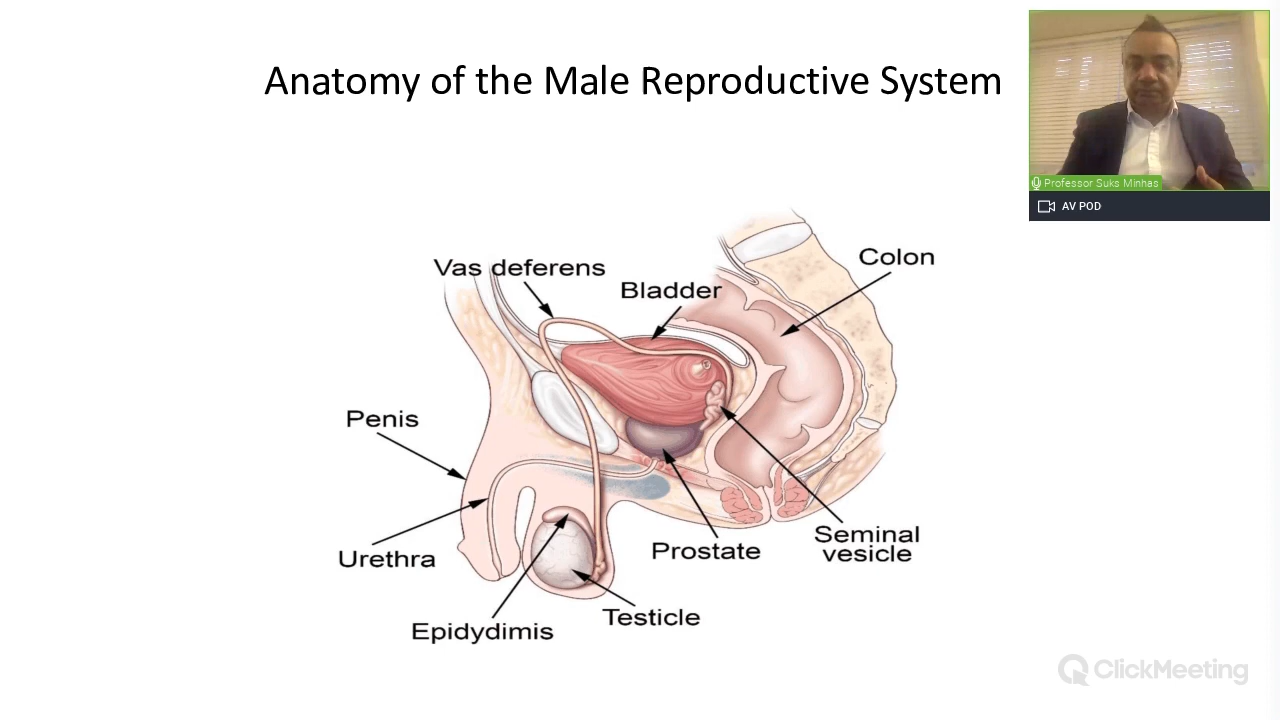 Anatomy of the Male Reproductive System
Professor Suks Minhas
AV POD
Colon
Vas deferens
Bladder
Penis
Urethra
Prostate
Seminal
vesicle
Testicle
Epidydimis
ClickMeeting